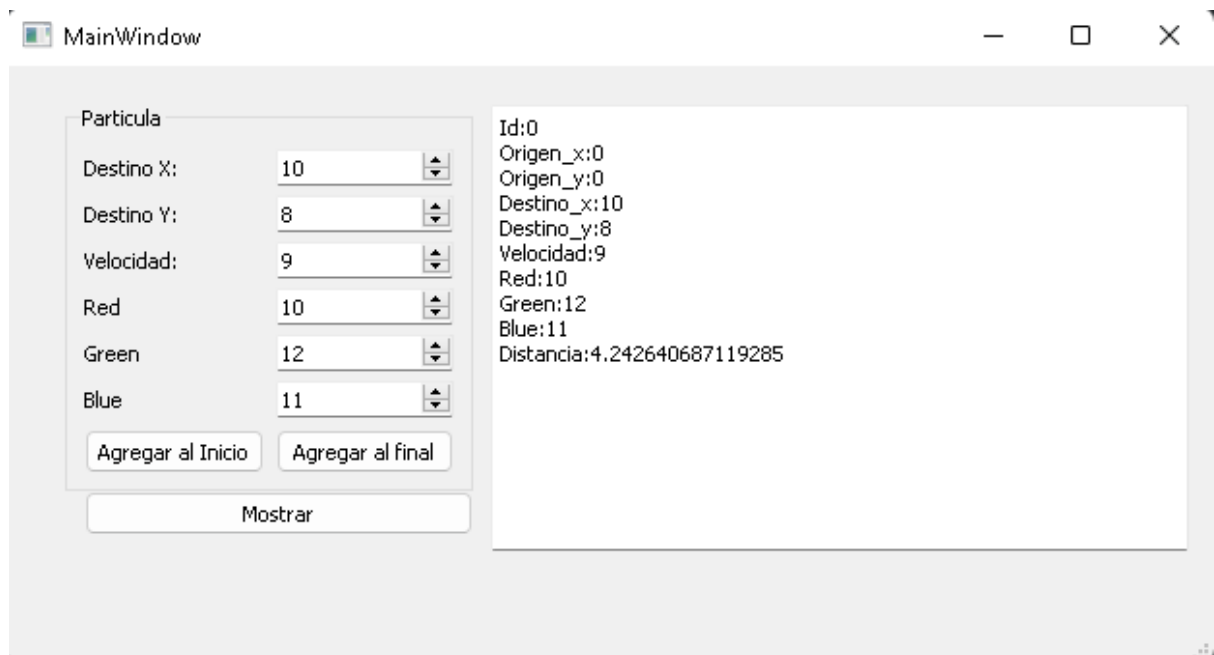 MainWindow
Particula
Destino X: 10
Destino Y: 8
Velocidad: 9
Red 10
Green 12
Blue 11
Agregar al Inicio Agregar al final
Mostrar
Id:0
Origen_x:0
Origen_y:0
Destino_x:10
Destino_y:8
Velocidad:9
Red:10
Green:12
Blue:11
Distancia:4.242640687119285